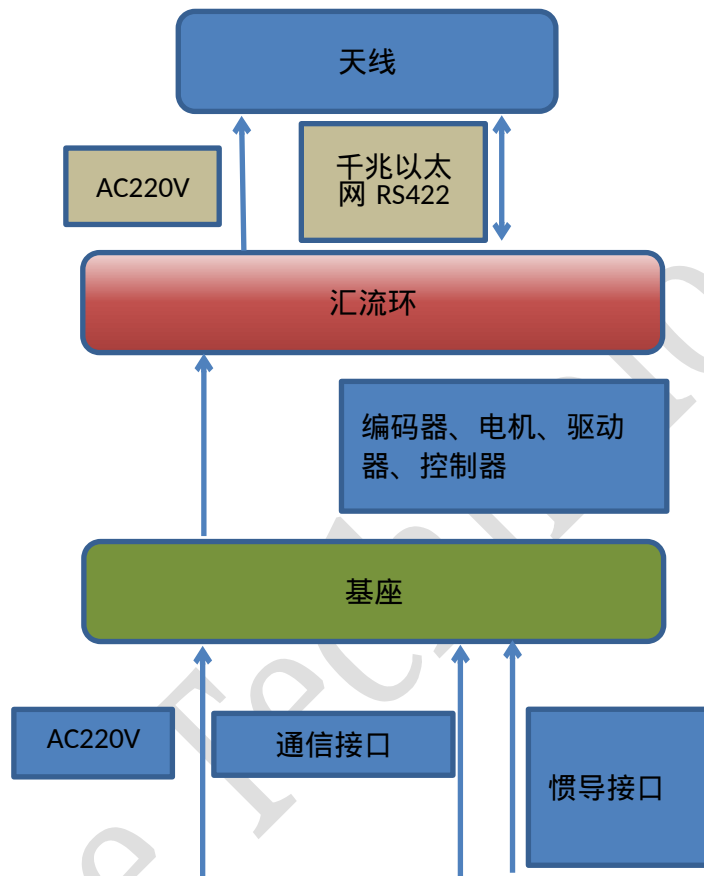 天线
AC220V
千兆以太
网 RS422
汇流环
编码器、电机、驱动
器、控制器
基座
AC220V
通信接口
惯导接口